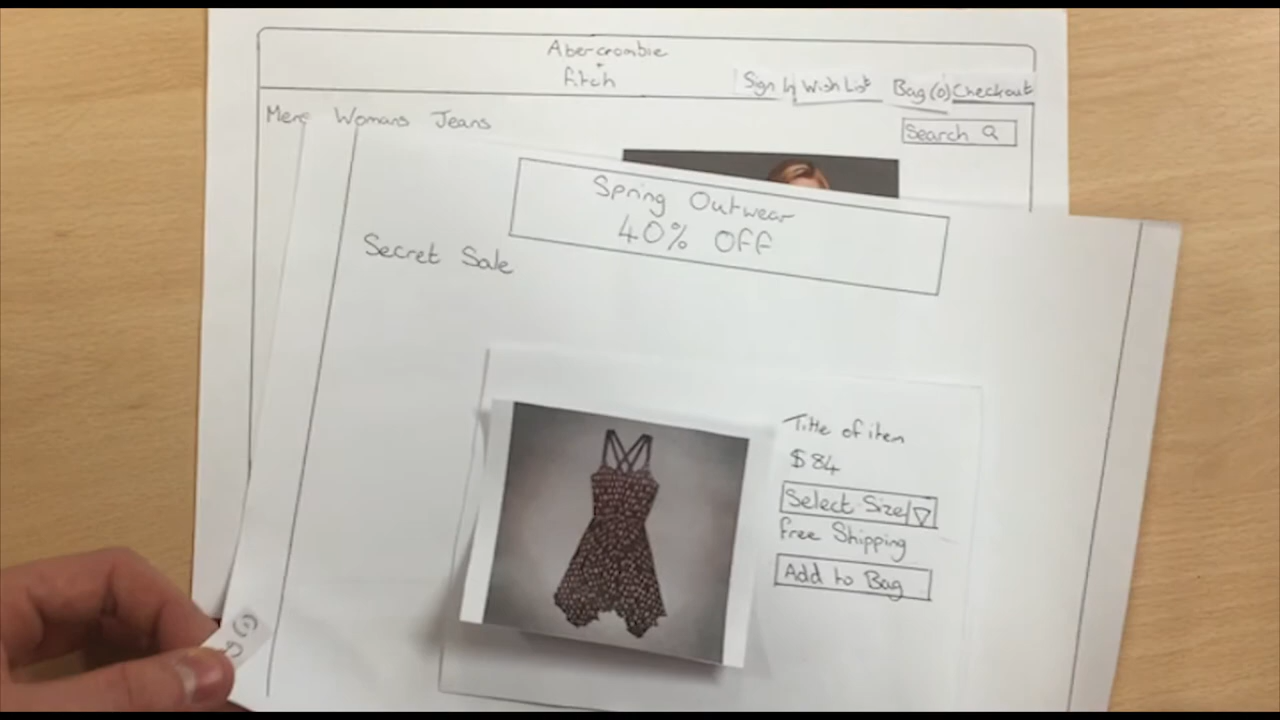 Abercrombie
+
fitch
Sign In Wish List Bag (0) Checkout
Mens Womans Jeans
Search
Spring Outwear
40% Off
Secret Sale
Title of item
$84
Select Size
Free Shipping
Add to Bag
g (1)